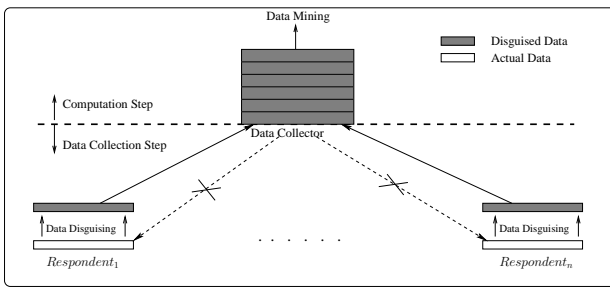 Data Mining
Disguised Data
Actual Data
Computation Step
Data Collector
Data Collection Step
Data Disguising
Data Disguising
. . . . . .
Respondent₁
Respondentₙ